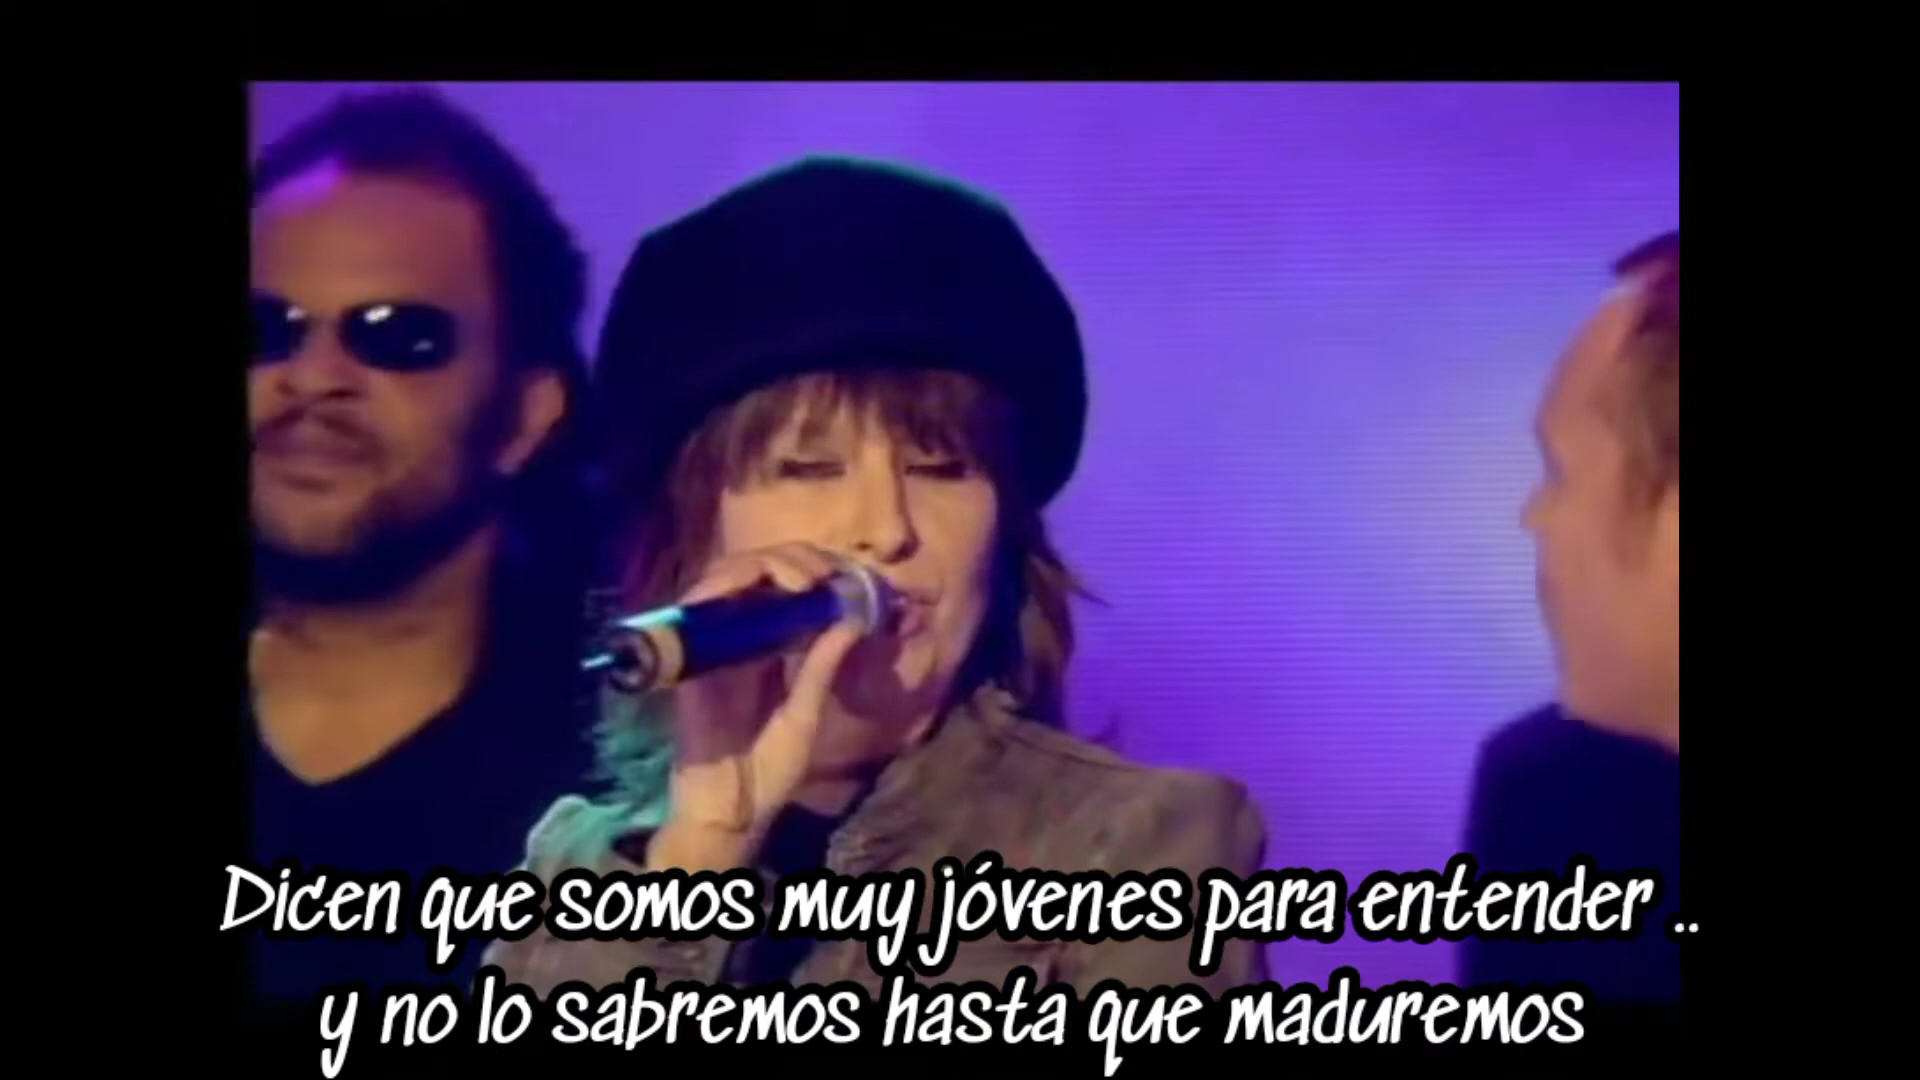 Dicen que somos muy jóvenes para entender ..
y no lo sabremos hasta que maduremos